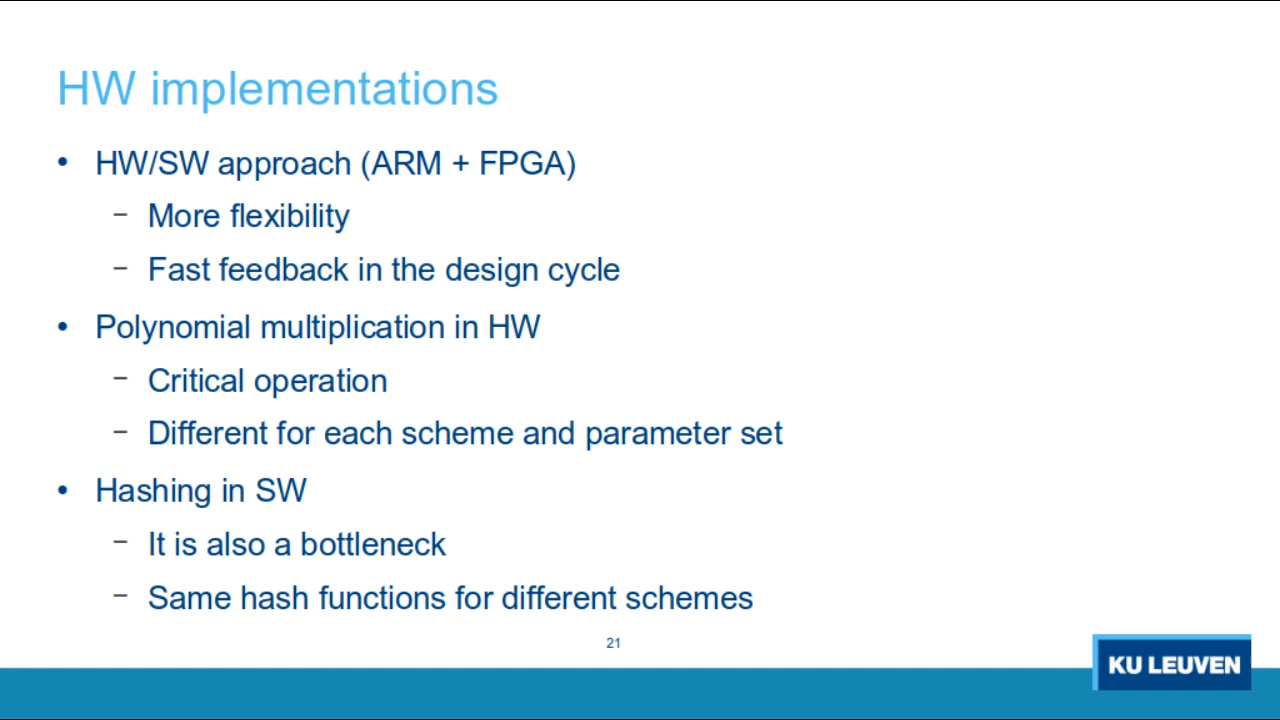 HW implementations
• HW/SW approach (ARM + FPGA)
– More flexibility
– Fast feedback in the design cycle
• Polynomial multiplication in HW
– Critical operation
– Different for each scheme and parameter set
• Hashing in SW
– It is also a bottleneck
– Same hash functions for different schemes
21
KU LEUVEN